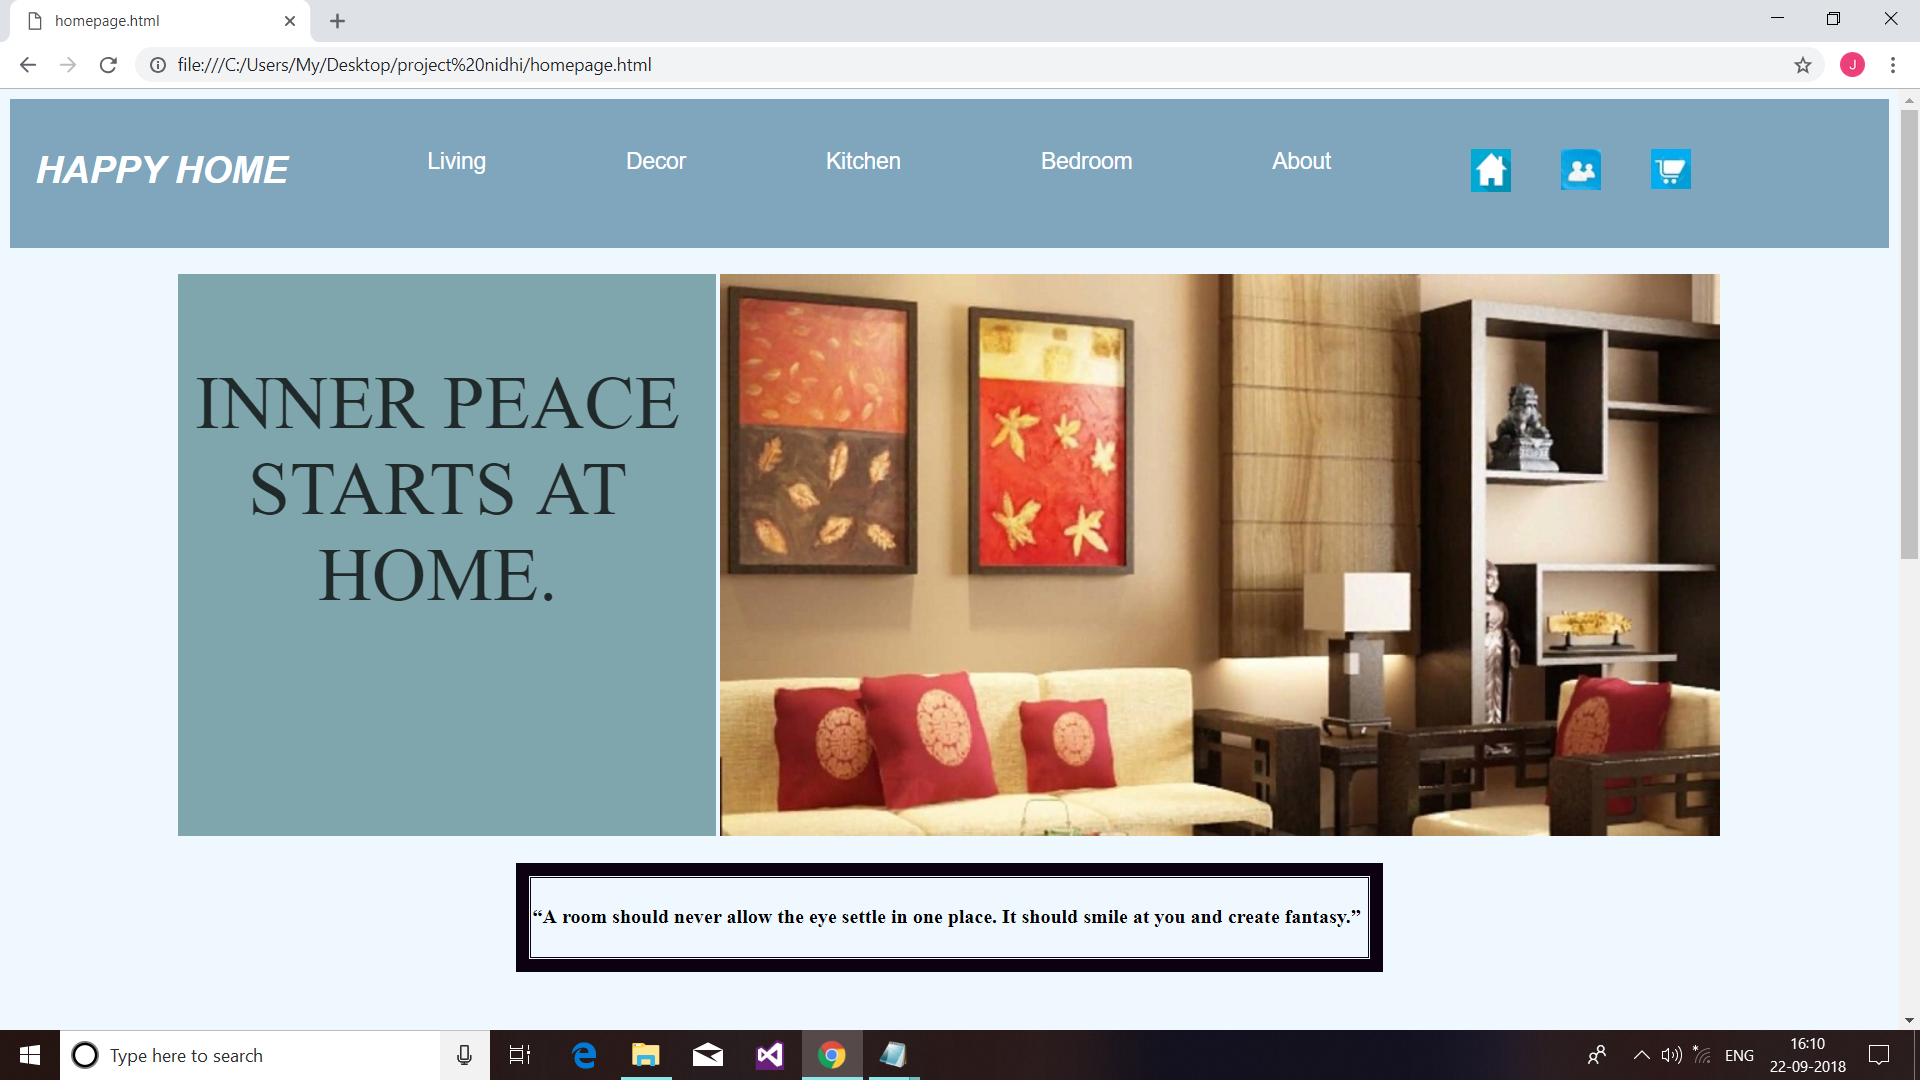 homepage.html
file:///C:/Users/My/Desktop/project%20nidhi/homepage.html
J
HAPPY HOME
Living
Decor
Kitchen
Bedroom
About
INNER PEACE
STARTS AT
HOME.
“A room should never allow the eye settle in one place. It should smile at you and create fantasy.”
Type here to search
ENG
16:10
22-09-2018